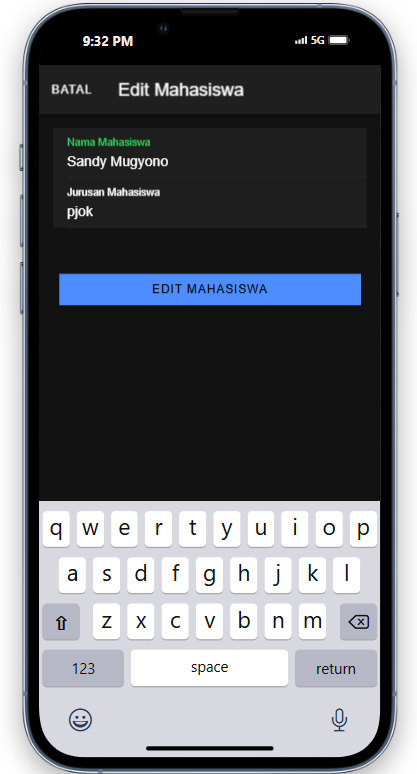 9:32 PM 5G
BATAL Edit Mahasiswa
Nama Mahasiswa
Sandy Mugyono
Jurusan Mahasiswa
pjok
EDIT MAHASISWA
q w e r t y u i o p
a s d f g h j k l
z x c v b n m
123 space return